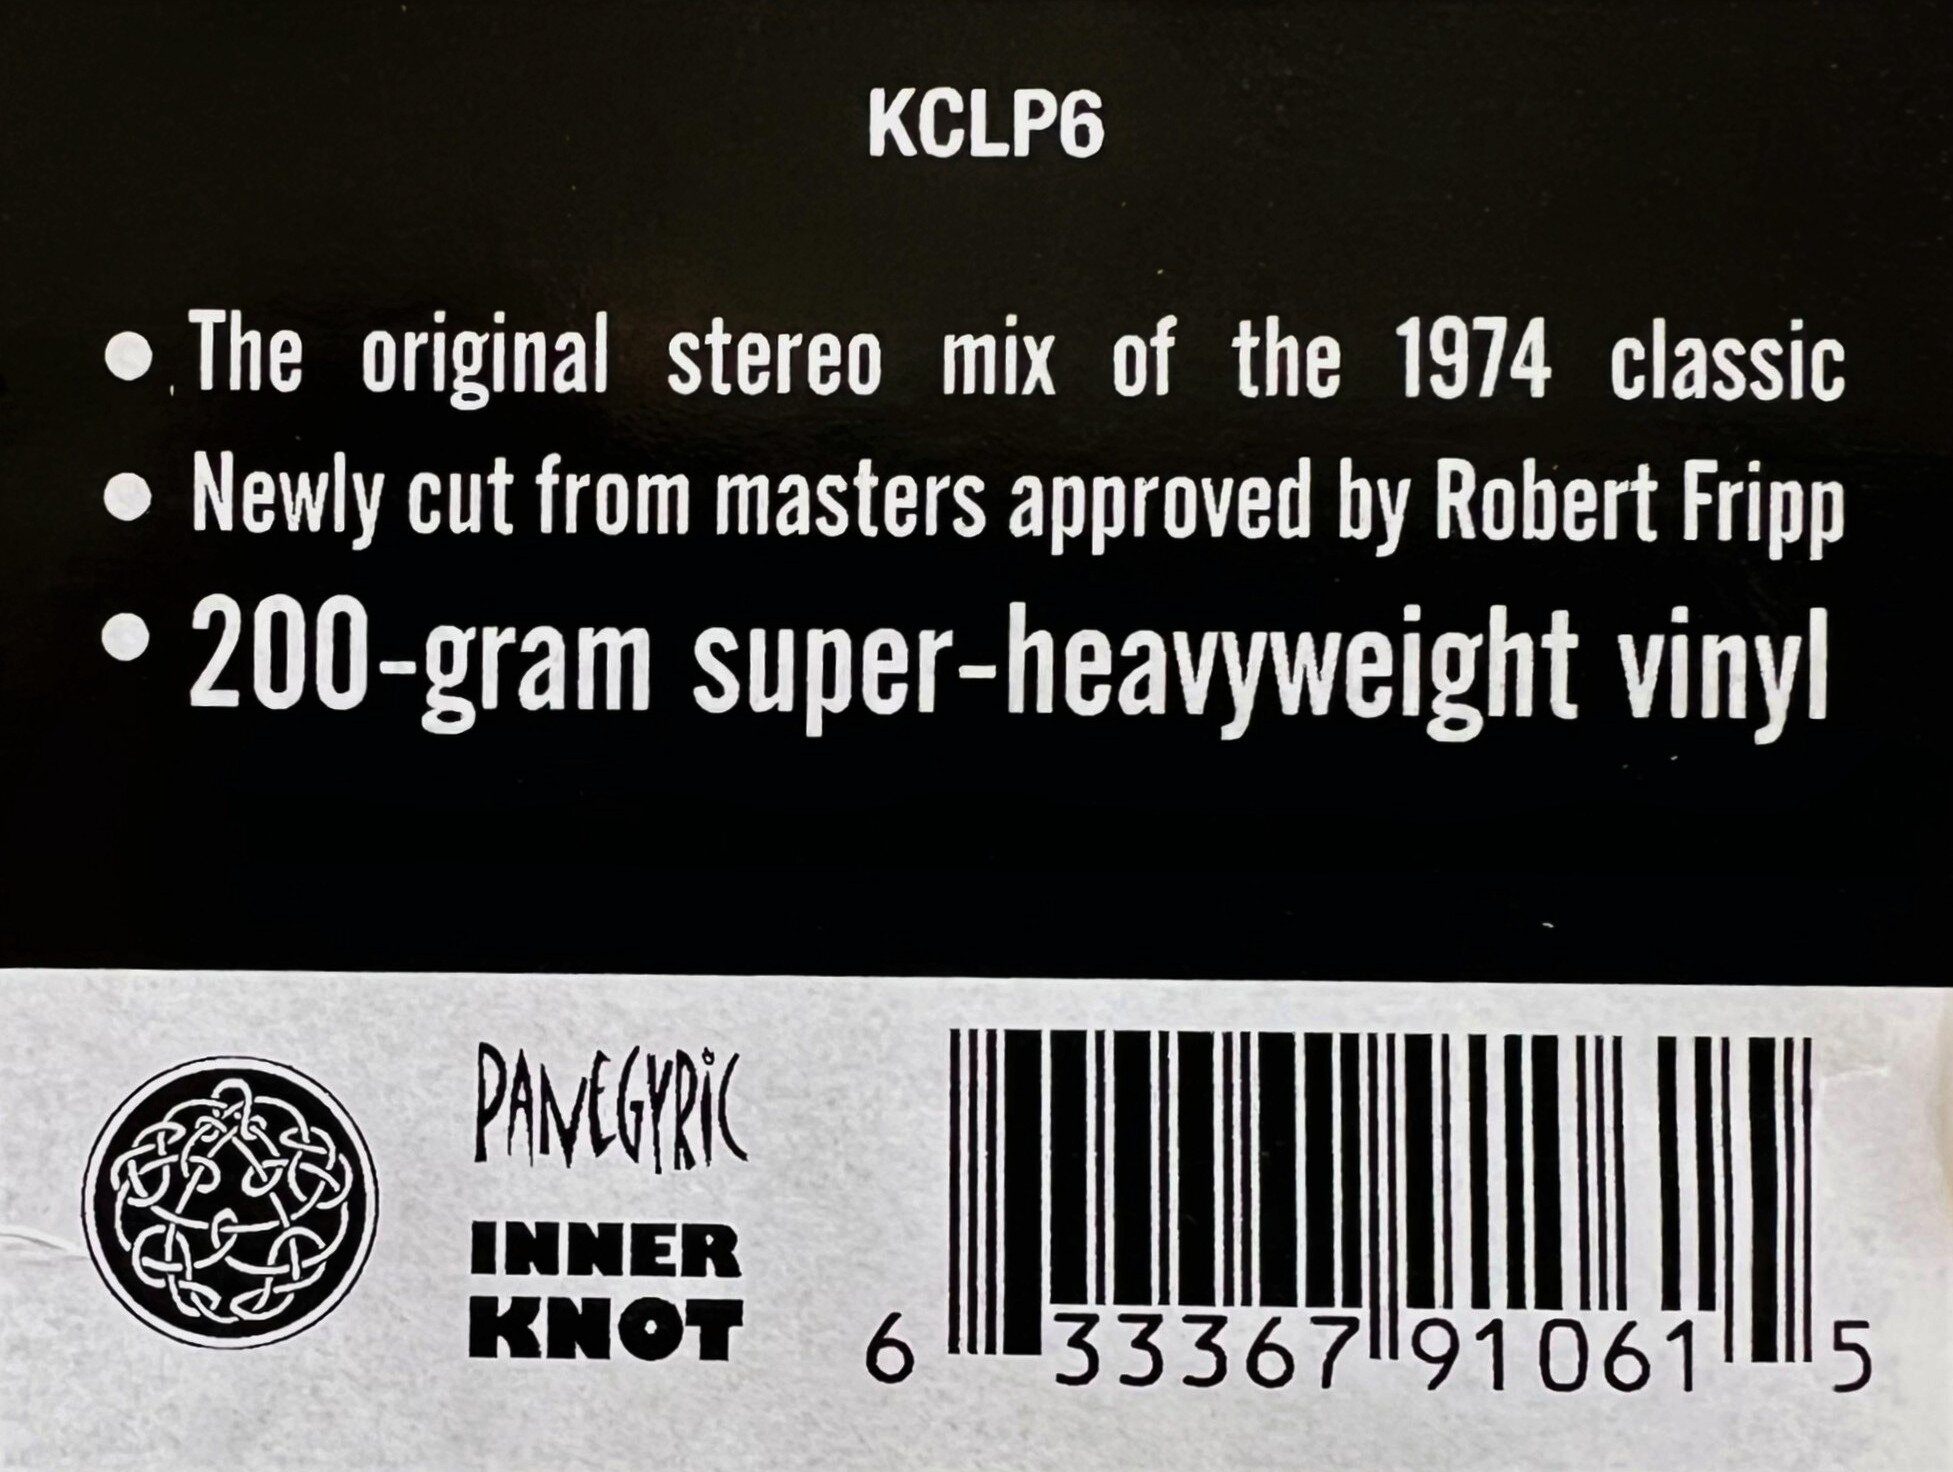 KCLP6
● The original stereo mix of the 1974 classic
● Newly cut from masters approved by Robert Fripp
● 200-gram super-heavyweight vinyl
PANEGYRiC
INNER
KNOT
6 33367 91061 5